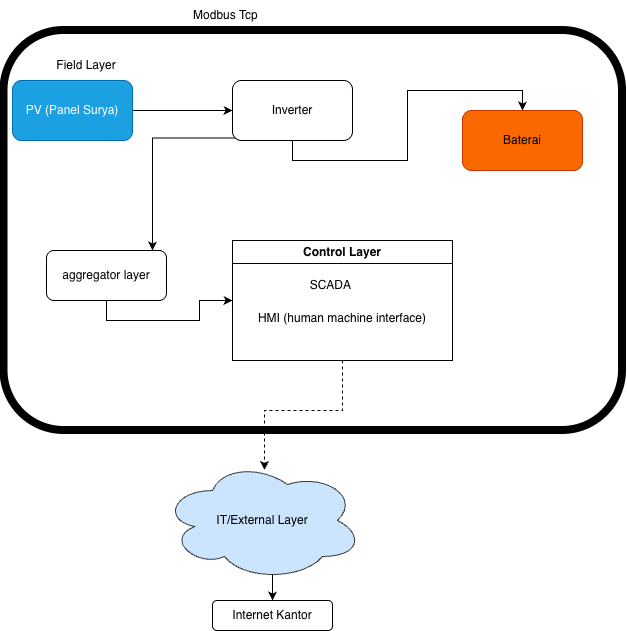 Modbus Tcp
Field Layer
PV (Panel Surya)
Inverter
Baterai
aggregator layer
Control Layer
SCADA
HMI (human machine interface)
IT/External Layer
Internet Kantor